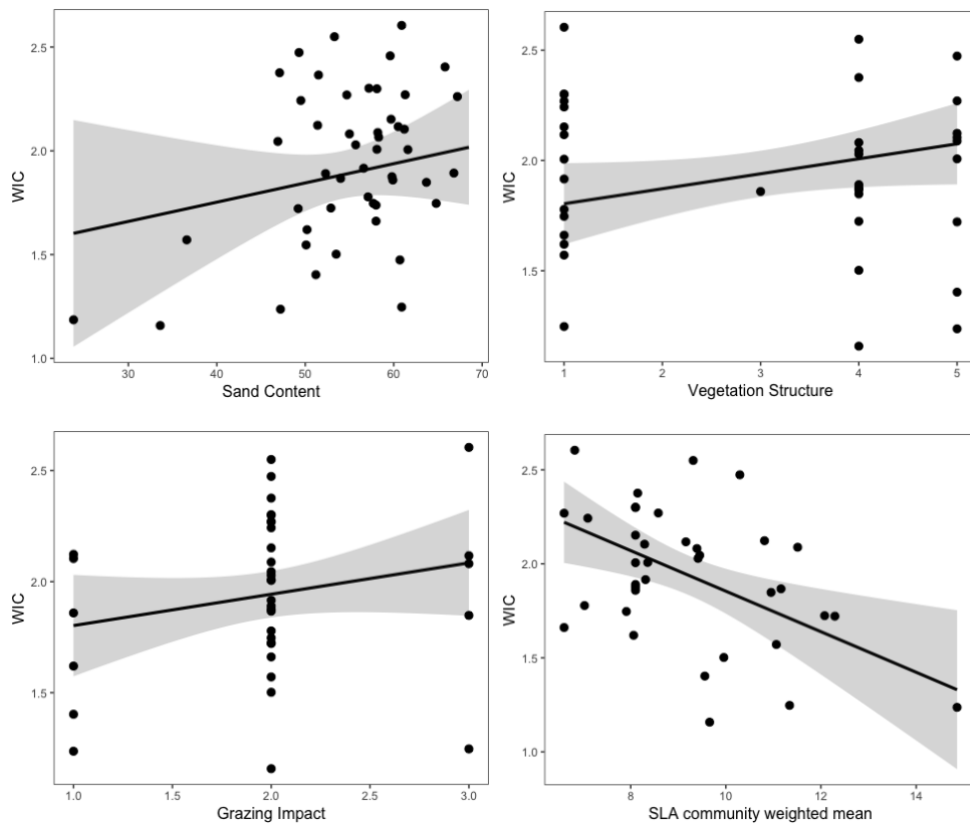 2.5
2.0
1.5
1.0
WIC
30 40 50 60 70
Sand Content
2.5
2.0
1.5
WIC
1 2 3 4 5
Vegetation Structure
2.5
2.0
1.5
WIC
1.0 1.5 2.0 2.5 3.0
Grazing Impact
2.5
2.0
1.5
1.0
WIC
8 10 12 14
SLA community weighted mean